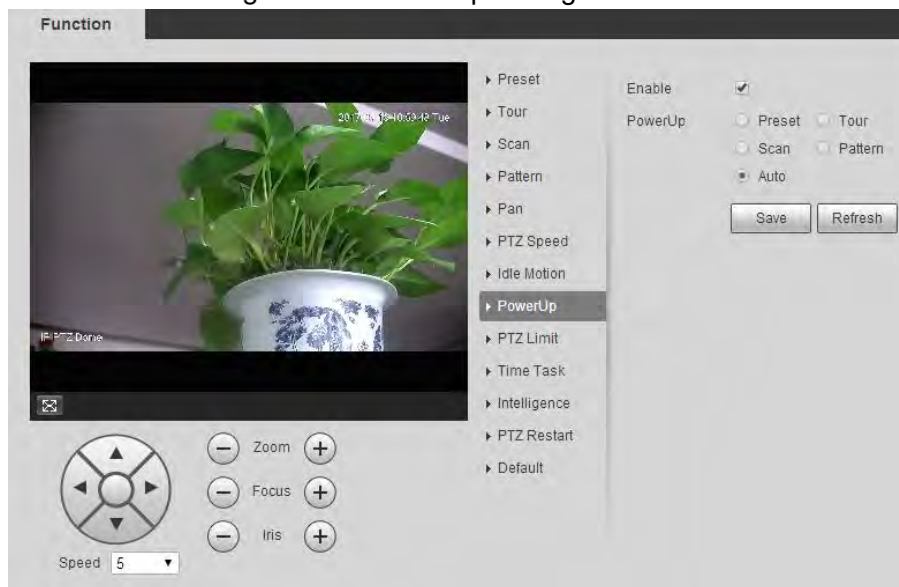 Function
Tue
IP PTZ Dome
Preset
Tour
Scan
Pattern
Pan
PTZ Speed
Idle Motion
PowerUp
PTZ Limit
Time Task
Intelligence
PTZ Restart
Default
Enable
PowerUp
Preset Tour
Scan Pattern
Auto
Save Refresh
Zoom
Focus
Iris
Speed 5